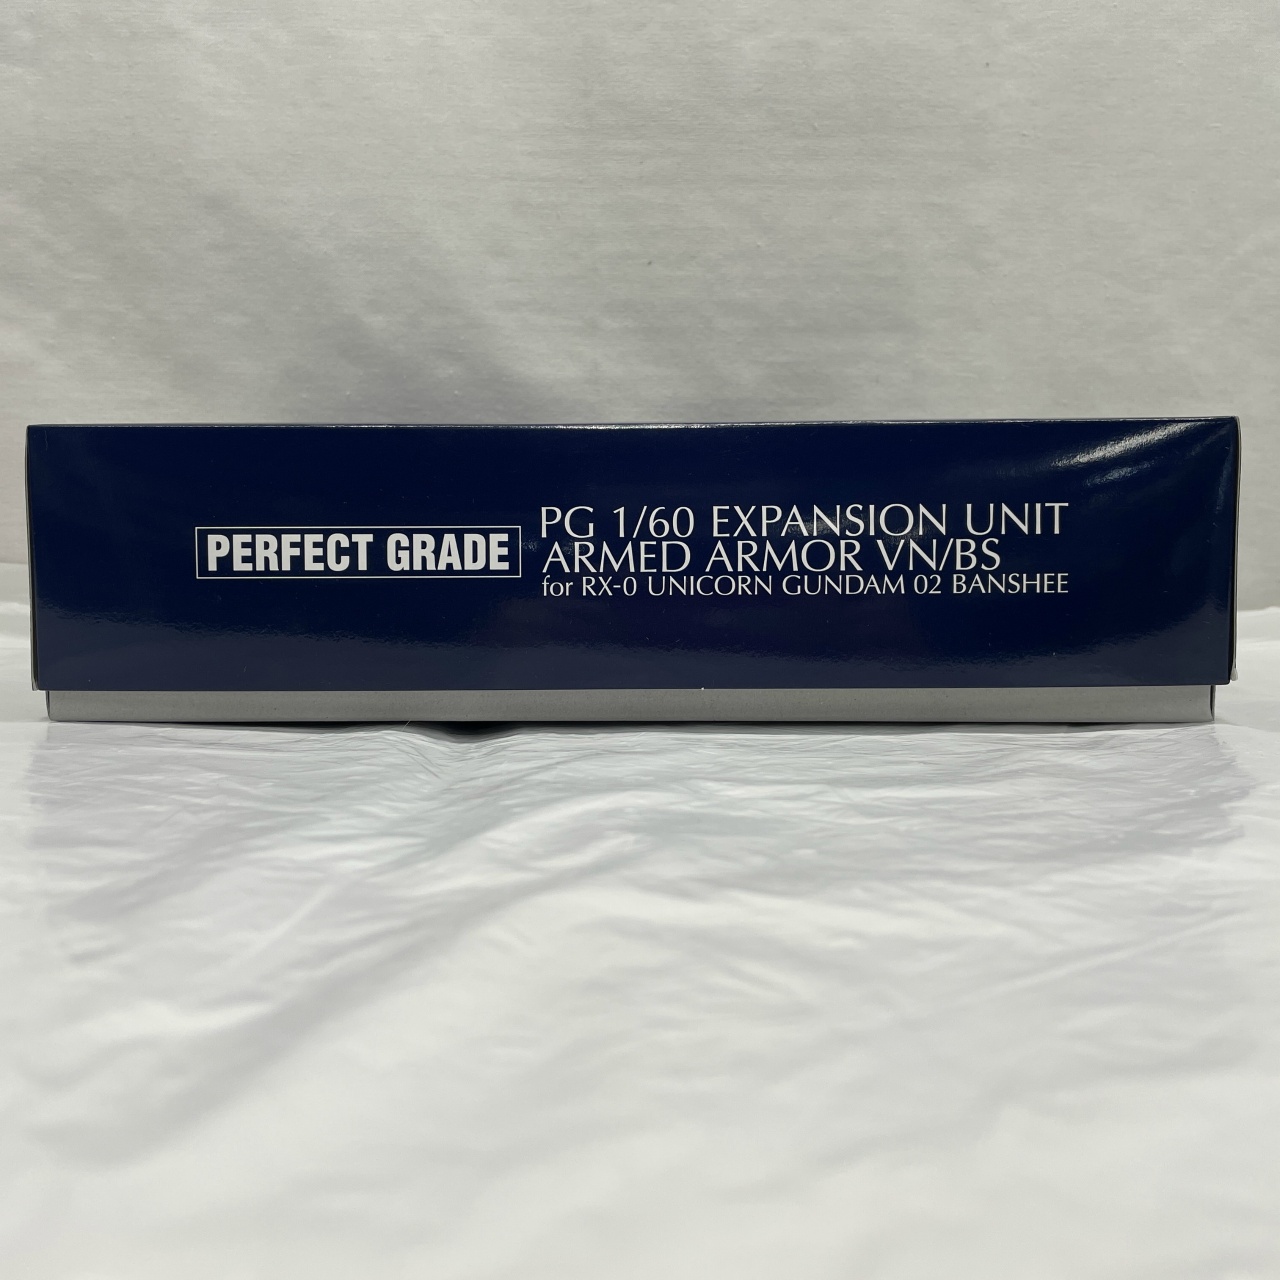 PERFECT GRADE
PG 1/60 EXPANSION UNIT
ARMED ARMOR VN/BS
for RX-0 UNICORN GUNDAM 02 BANSHEE